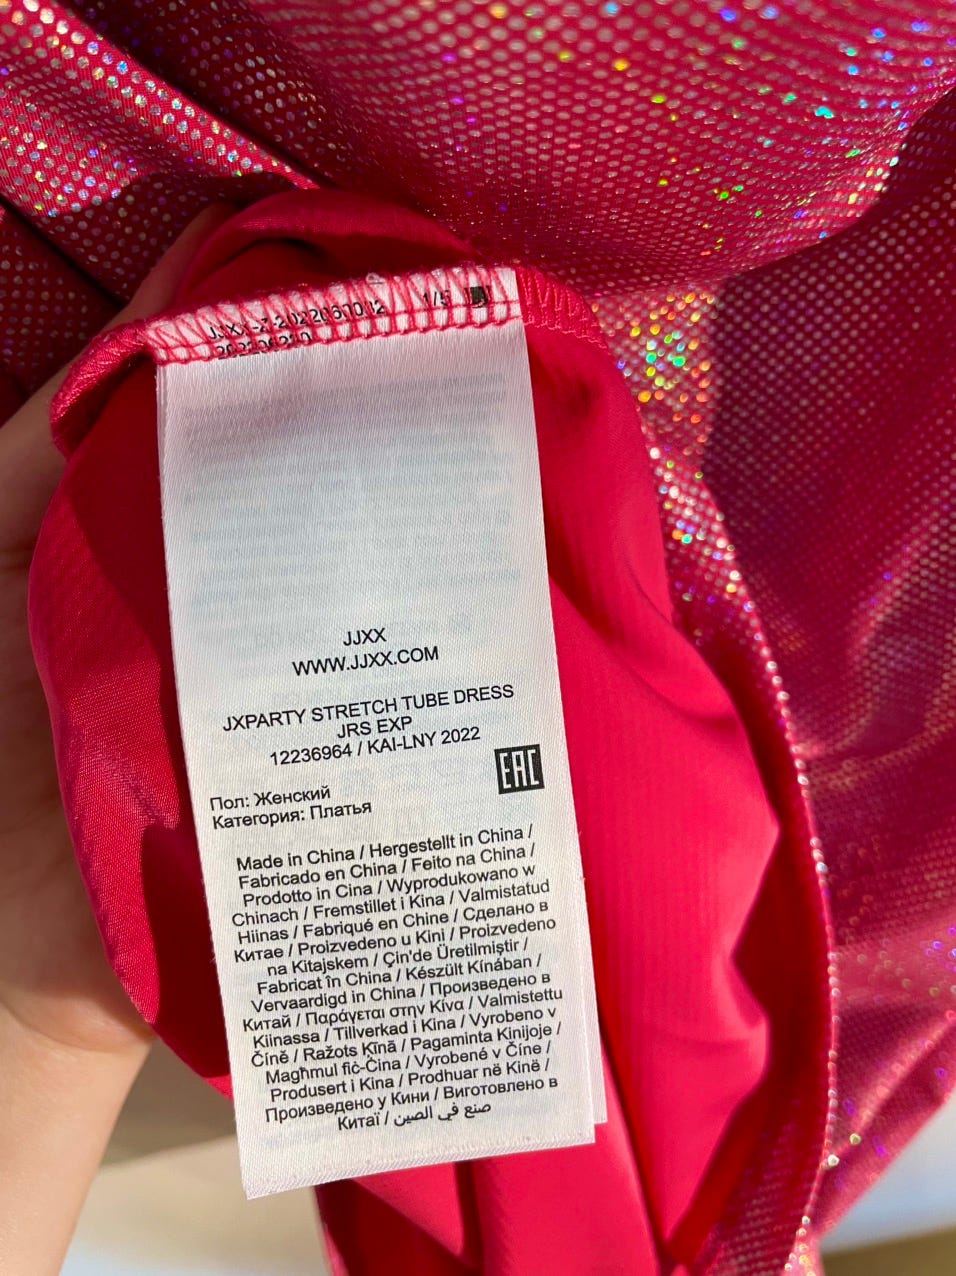 1/5
JJXX
WWW.JJXX.COM
JXPARTY STRETCH TUBE DRESS
JRS EXP
12236964 / KAI-LNY 2022
EAC
Пол: Женский
Категория: Платья
Made in China / Hergestellt in China /
Fabricado en China / Feito na China /
Prodotto in Cina / Wyprodukowano w
Chinach / Fremstillet i Kina / Valmistatud
Hiinas / Fabriqué en Chine / Сделано в
Китае / Proizvedeno u Kini / Proizvedeno
na Kitajskem / Çin'de Üretilmiştir /
Fabricat în China / Készült Kínában /
Vervaardigd in China / Произведено в
Китай / Παράγεται στην Κίνα / Valmistettu
Kiinassa / Tillverkad i Kina / Vyrobeno v
Číně / Ražots Ķīnā / Pagaminta Kinijoje /
Magħmul fiċ-Ċina / Vyrobené v Číne /
Produsert i Kina / Prodhuar në Kinë /
Произведено у Кини / Виготовлено в
Китаї / صنع في الصين